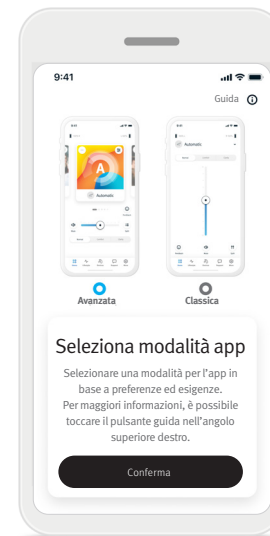 9:41
Guida
A
Automatic
Automatic
Avanzata
Classica
Seleziona modalità app
Selezionare una modalità per l'app in
base a preferenze ed esigenze.
Per maggiori informazioni, è possibile
toccare il pulsante guida nell'angolo
superiore destro.
Conferma